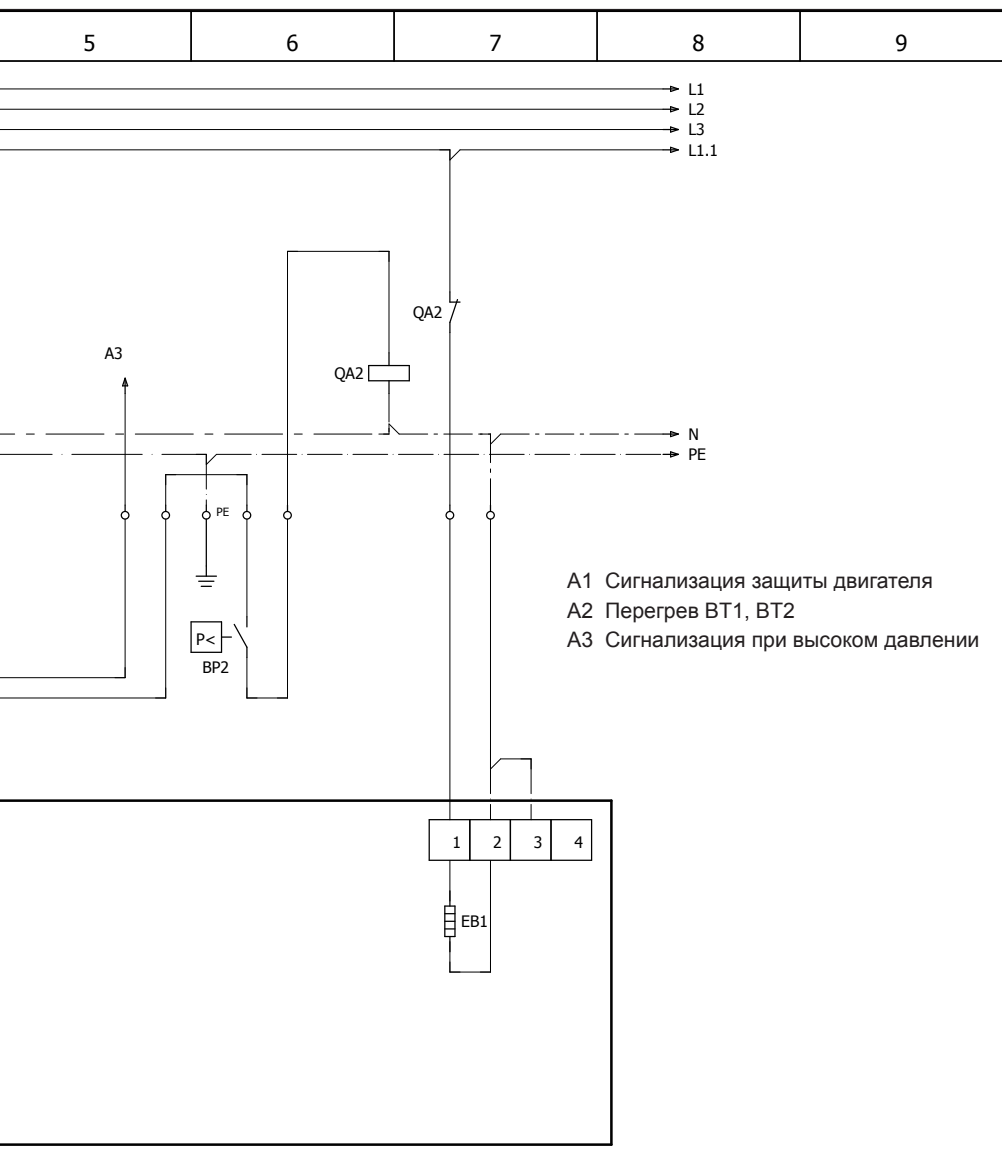 5 6 7 8 9
L1
L2
L3
L1.1
QA2
A3
QA2
N
PE
PE
A1 Сигнализация защиты двигателя
A2 Перегрев BT1, BT2
A3 Сигнализация при высоком давлении
P<
BP2
1 2 3 4
EB1